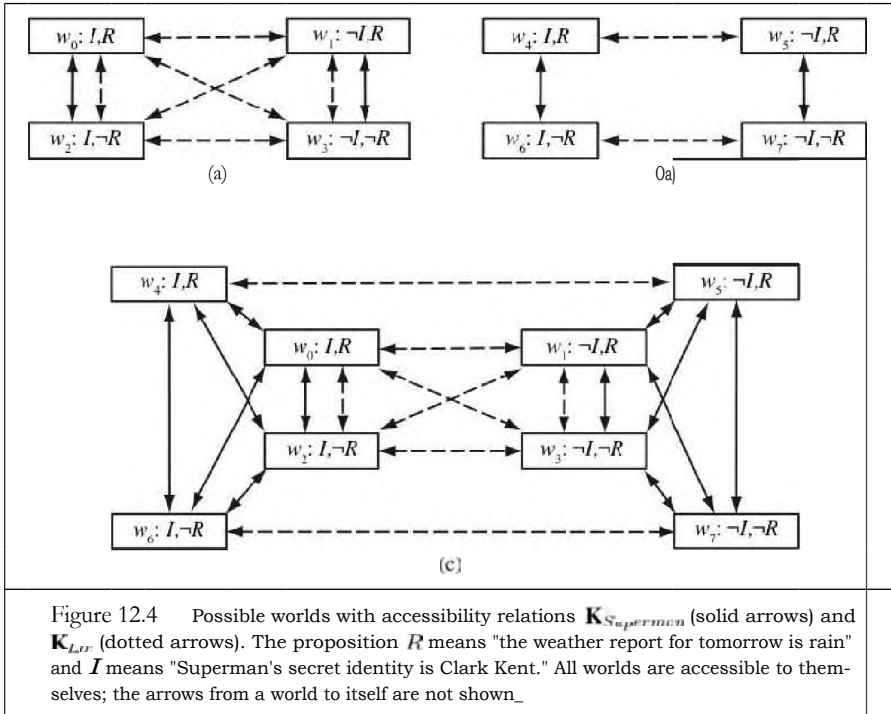 w0: I,R w1: ¬I,R w4: I,R w5: ¬I,R
w2: I,¬R w3: ¬I,¬R w6: I,¬R w7: ¬I,¬R
(a) 0a)
w4: I,R w5: ¬I,R
w0: I,R w1: ¬I,R
w2: I,¬R w3: ¬I,¬R
w6: I,¬R w7: ¬I,¬R
(c)
Figure 12.4 Possible worlds with accessibility relations K_Superman (solid arrows) and
K (dotted arrows). The proposition R means "the weather report for tomorrow is rain"
and I means "Superman's secret identity is Clark Kent." All worlds are accessible to them-
selves; the arrows from a world to itself are not shown_